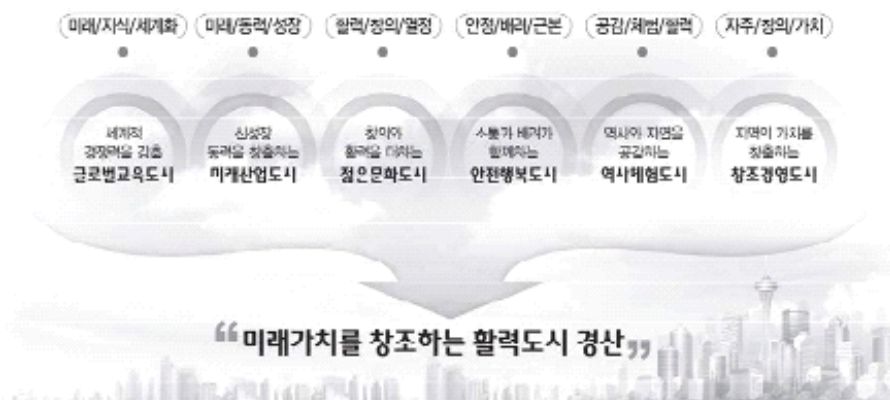 미래/지식/세계화
미래/동력/성장
활력/창의/열정
안정/배려/근본
공감/체험/활력
자주/창의/가치
세계적
경쟁력을 갖춘
글로벌교육도시
신성장
동력을 창출하는
미래산업도시
창의와
활력을 더하는
젊은문화도시
소통과 배려가
함께하는
안전행복도시
역사와 자연을
공감하는
역사체험도시
지역의 가치를
창출하는
창조경영도시
“미래가치를 창조하는 활력도시 경산”